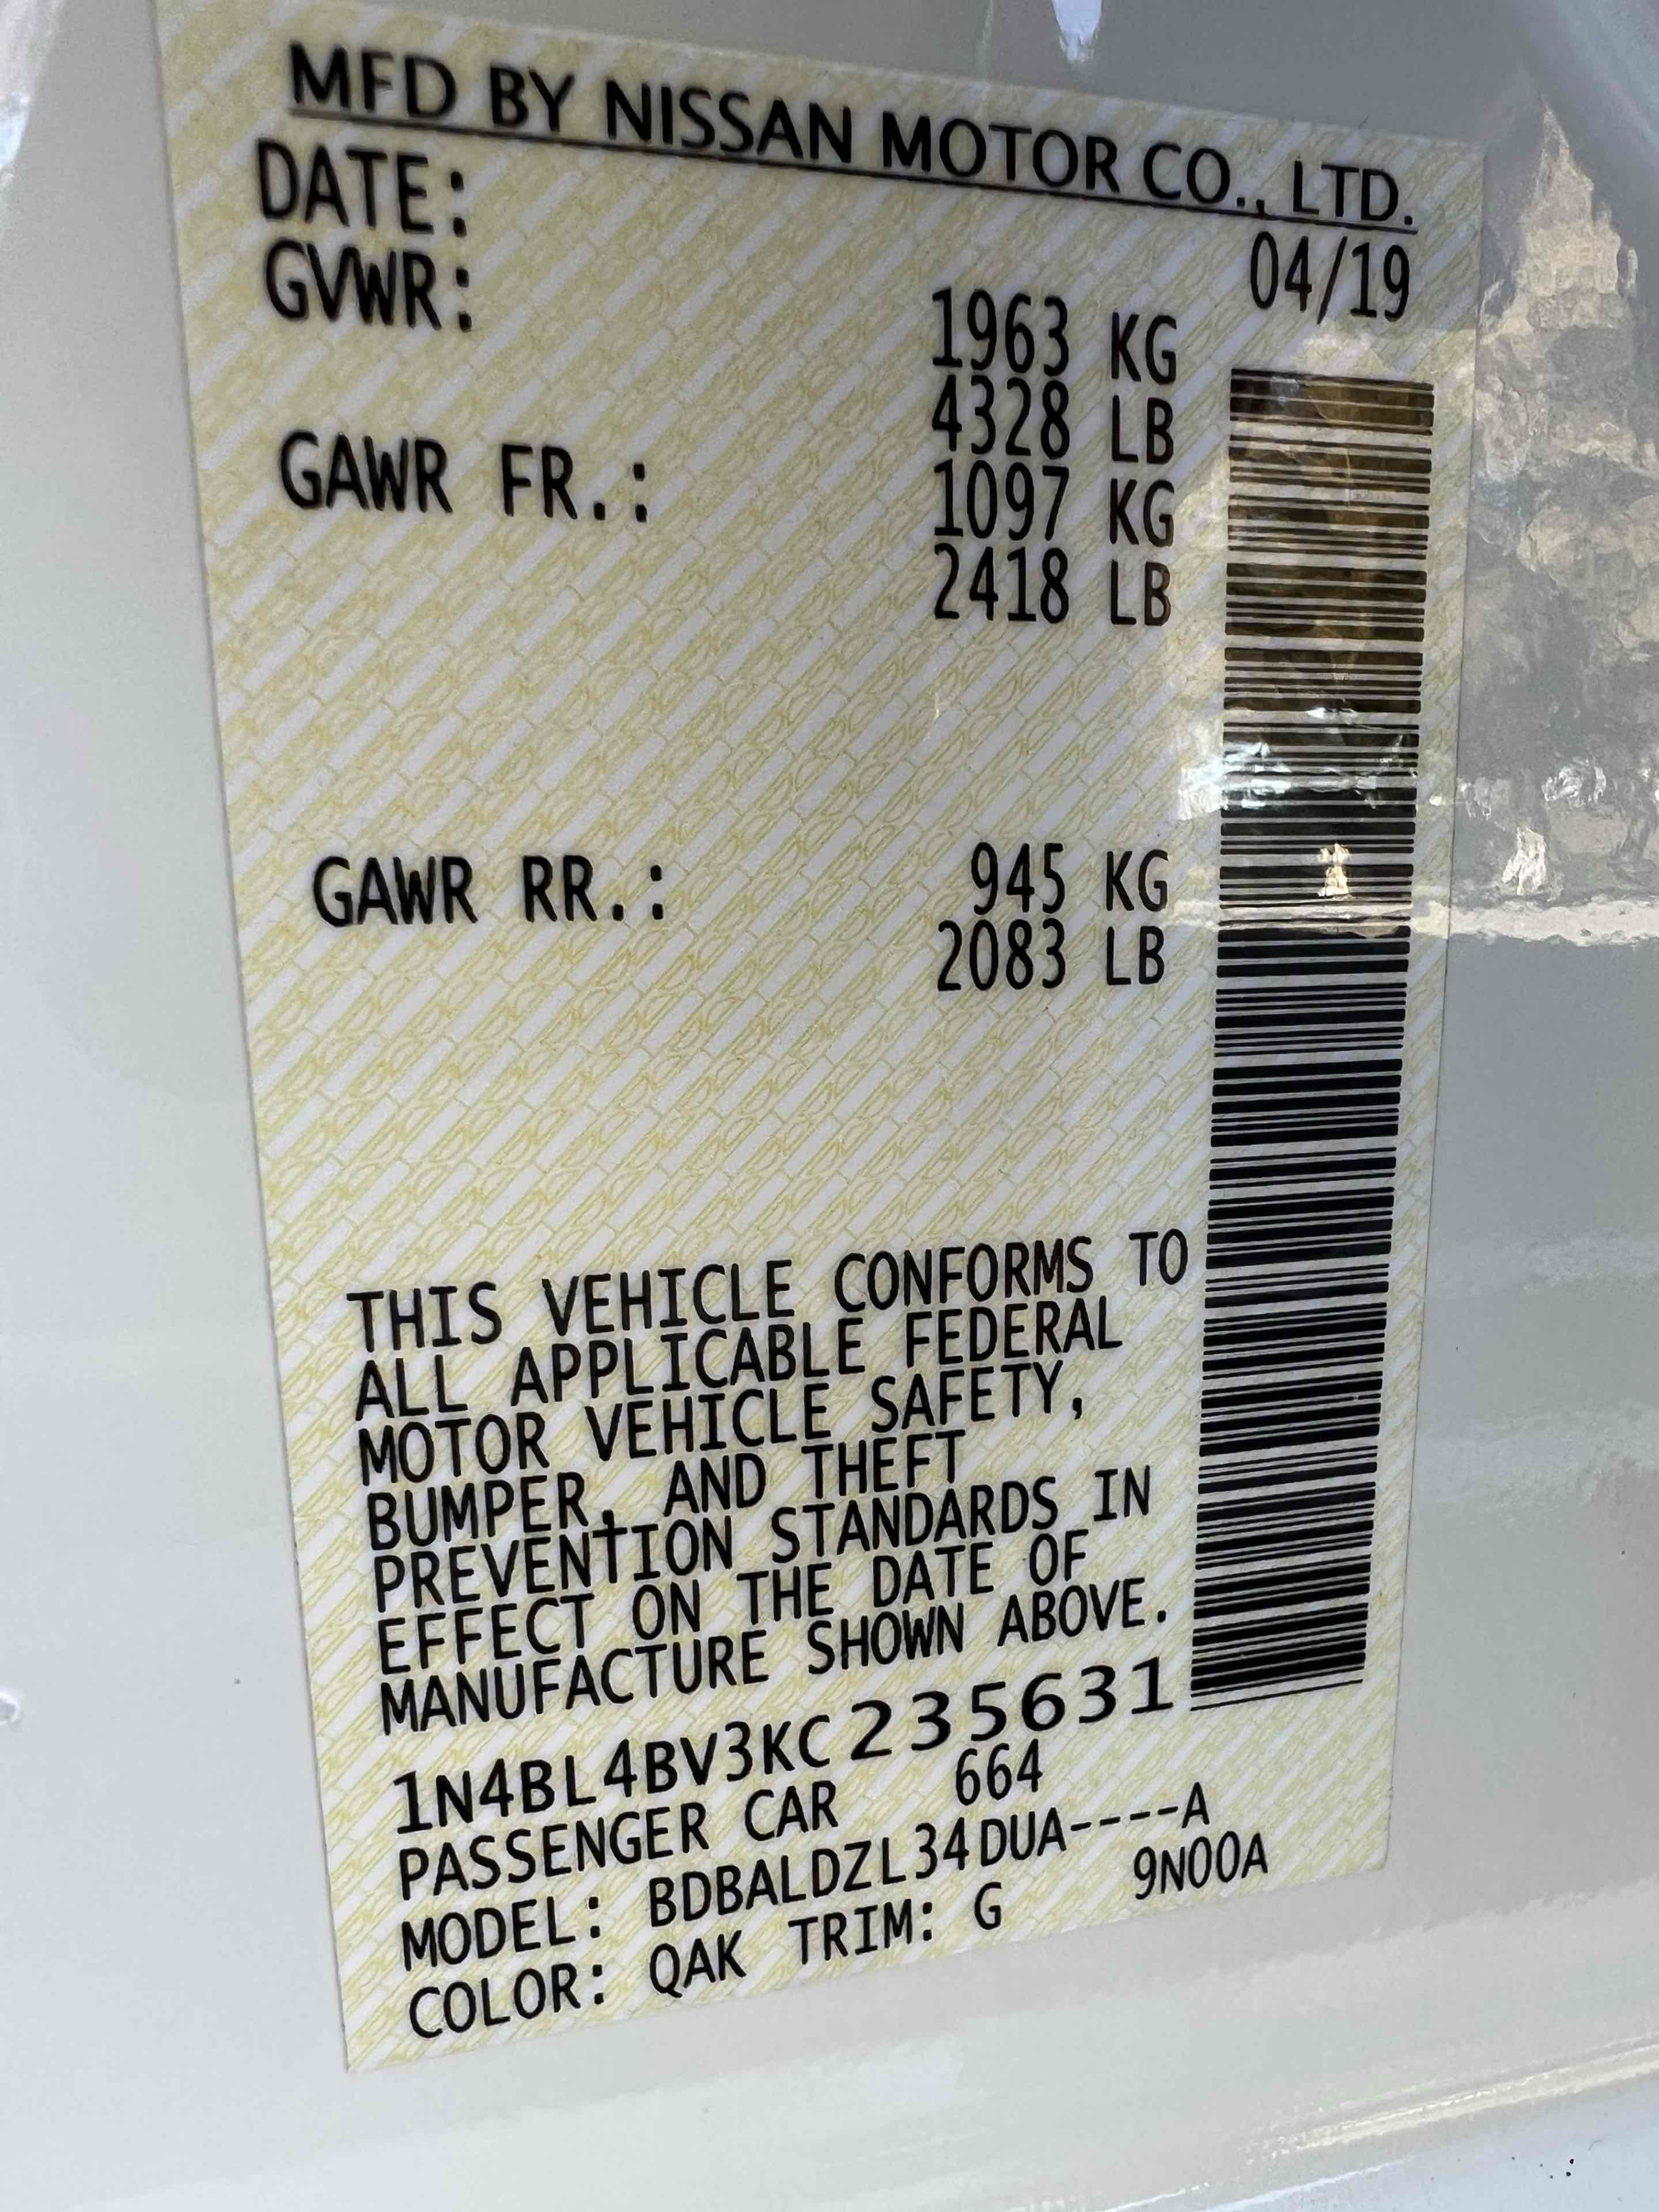 MFD BY NISSAN MOTOR CO., LTD.
DATE: 04/19
GVWR: 1963 KG
4328 LB
GAWR FR.: 1097 KG
2418 LB
GAWR RR.: 945 KG
2083 LB
THIS VEHICLE CONFORMS TO
ALL APPLICABLE FEDERAL
MOTOR VEHICLE SAFETY,
BUMPER, AND THEFT
PREVENTION STANDARDS IN
EFFECT ON THE DATE OF
MANUFACTURE SHOWN ABOVE.
1N4BL4BV3KC235631
PASSENGER CAR 664
MODEL: BDBALDZL34DUA----A
COLOR: QAK TRIM: G 9N00A